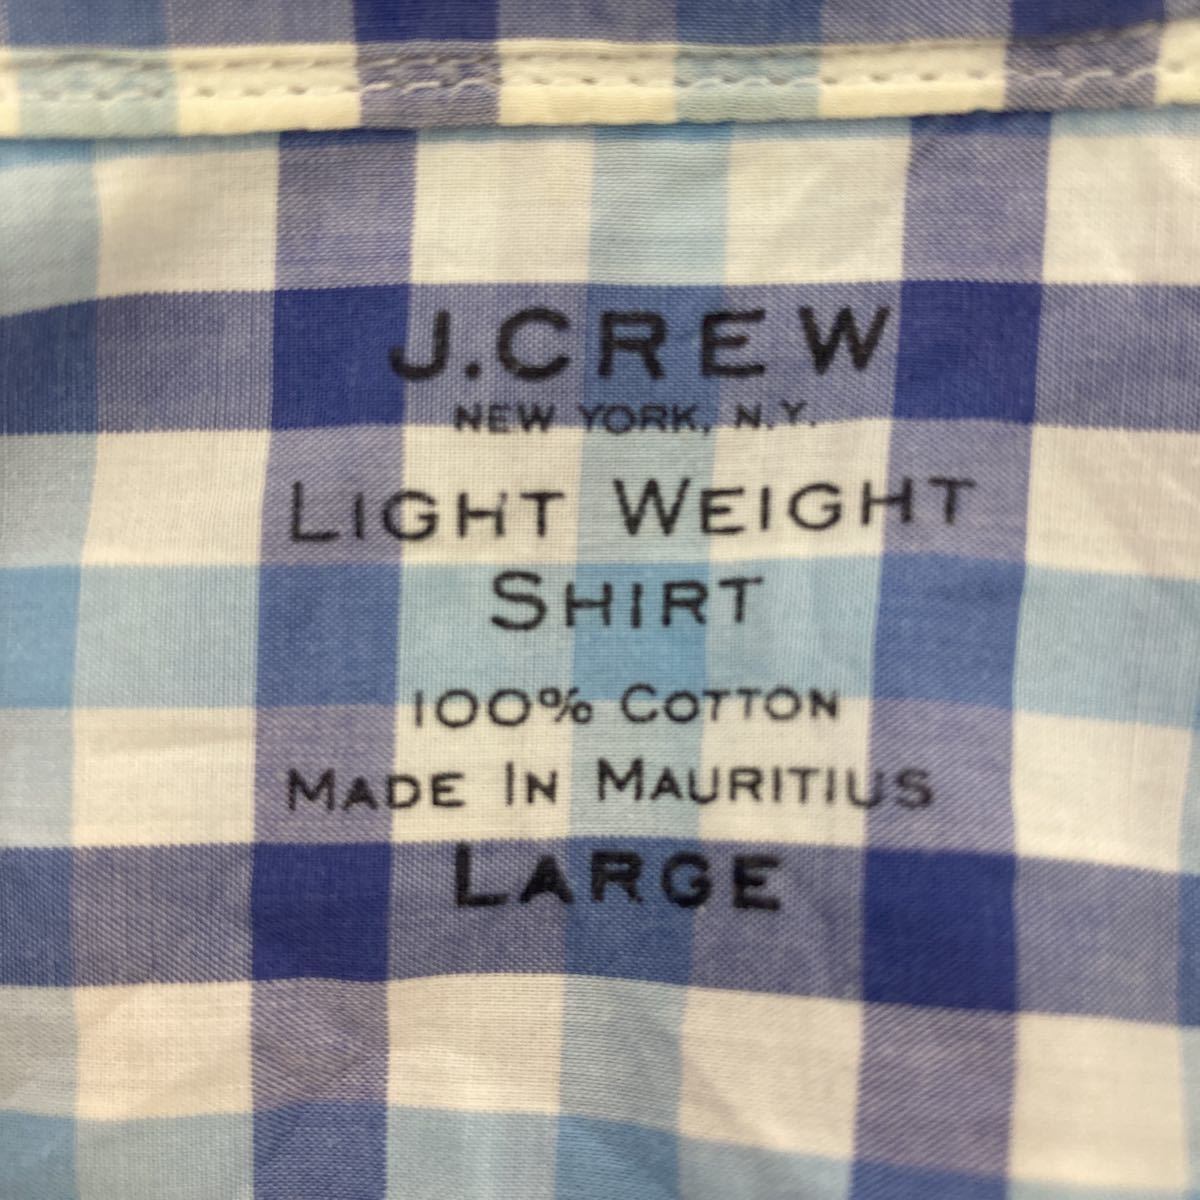 J.CREW
NEW YORK, N.Y.
LIGHT WEIGHT
SHIRT
100% COTTON
MADE IN MAURITIUS
LARGE